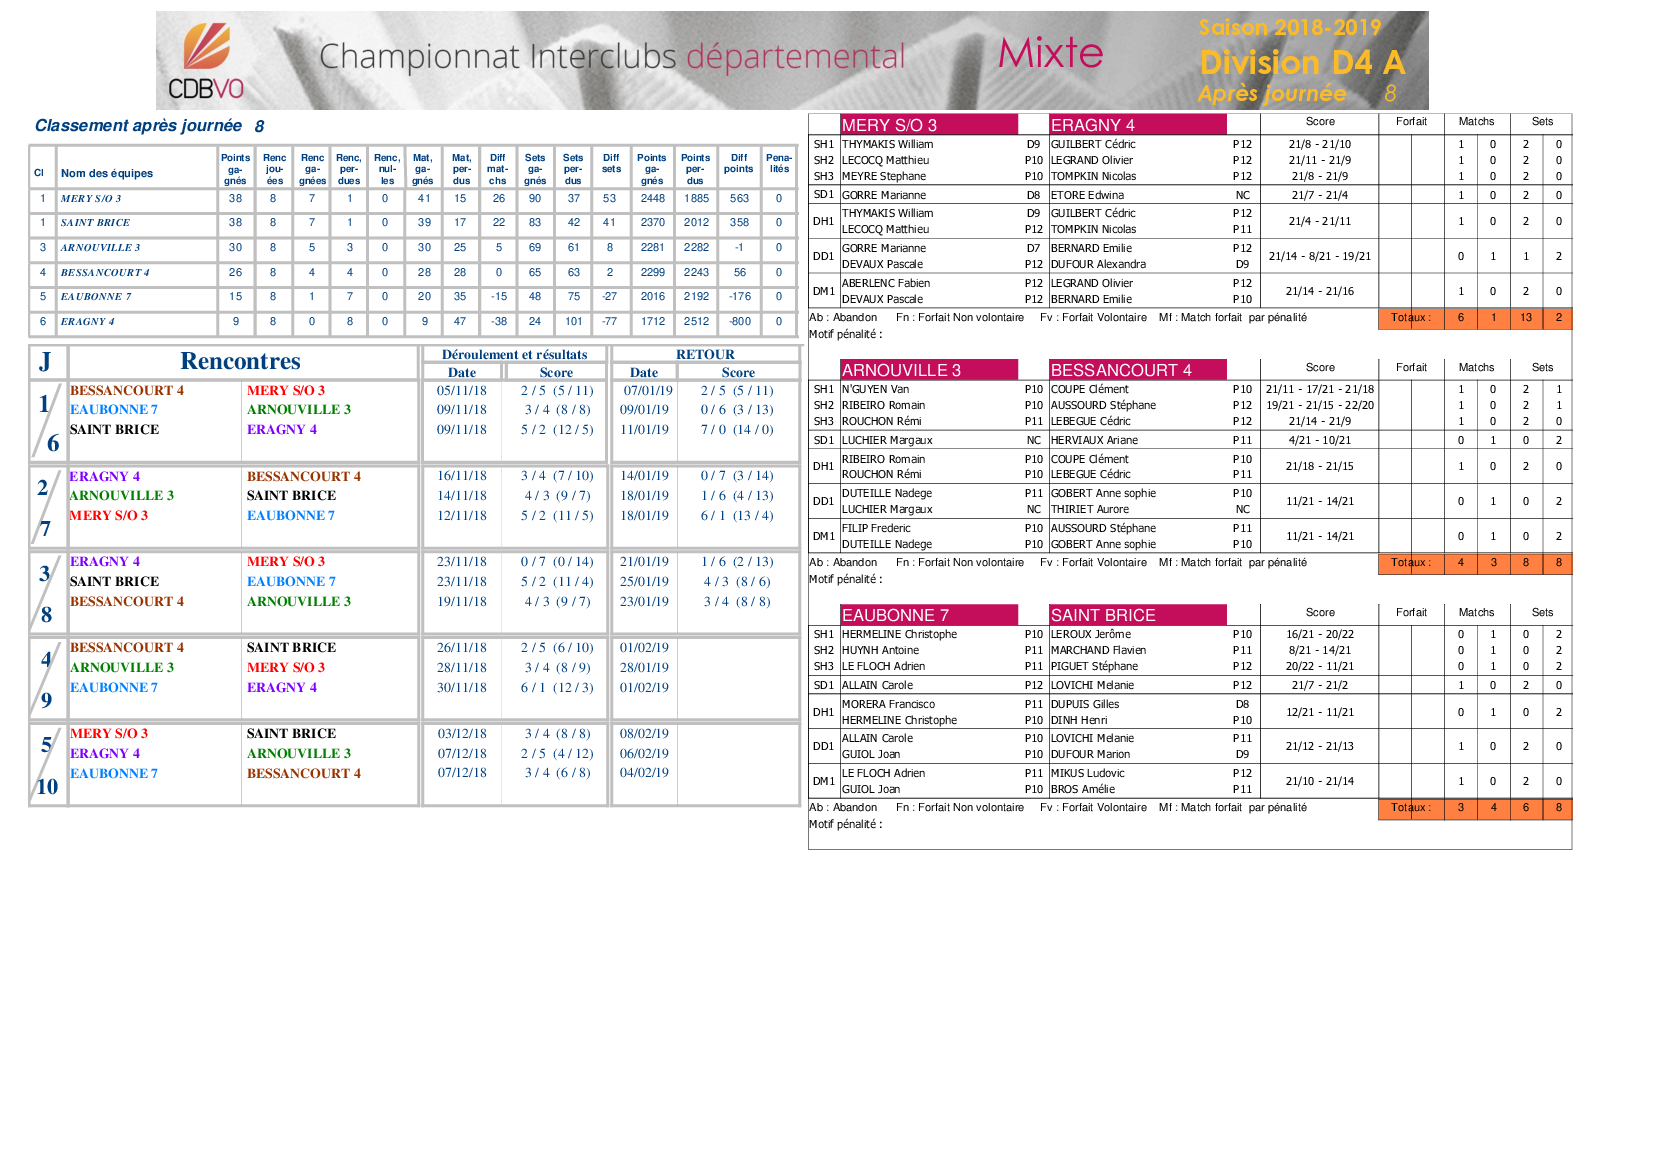 CDBVO
Championnat Interclubs départemental Mixte
Saison 2018-2019
Division D4 A
Après journée 8
Classement après journée 8
Cl Nom des équipes Points ga-gnés Renc jou-ées Renc ga-gnées Renc, per-dues Renc, nul-les Mat, ga-gnés Mat, per-dus Diff mat-chs Sets ga-gnés Sets per-dus Diff sets Points ga-gnés Points per-dus Diff points Pena-lités
1 MERY S/O 3 38 8 7 1 0 41 15 26 90 37 53 2448 1885 563 0
1 SAINT BRICE 38 8 7 1 0 39 17 22 83 42 41 2370 2012 358 0
3 ARNOUVILLE 3 30 8 5 3 0 30 25 5 69 61 8 2281 2282 -1 0
4 BESSANCOURT 4 26 8 4 4 0 28 28 0 65 63 2 2299 2243 56 0
5 EAUBONNE 7 15 8 1 7 0 20 35 -15 48 75 -27 2016 2192 -176 0
6 ERAGNY 4 9 8 0 8 0 9 47 -38 24 101 -77 1712 2512 -800 0
J Rencontres Déroulement et résultats RETOUR
Date Score Date Score
1/6
BESSANCOURT 4 MERY S/O 3 05/11/18 2 / 5 (5 / 11) 07/01/19 2 / 5 (5 / 11)
EAUBONNE 7 ARNOUVILLE 3 09/11/18 3 / 4 (8 / 8) 09/01/19 0 / 6 (3 / 13)
SAINT BRICE ERAGNY 4 09/11/18 5 / 2 (12 / 5) 11/01/19 7 / 0 (14 / 0)
2/7
ERAGNY 4 BESSANCOURT 4 16/11/18 3 / 4 (7 / 10) 14/01/19 0 / 7 (3 / 14)
ARNOUVILLE 3 SAINT BRICE 14/11/18 4 / 3 (9 / 7) 18/01/19 1 / 6 (4 / 13)
MERY S/O 3 EAUBONNE 7 12/11/18 5 / 2 (11 / 5) 18/01/19 6 / 1 (13 / 4)
3/8
ERAGNY 4 MERY S/O 3 23/11/18 0 / 7 (0 / 14) 21/01/19 1 / 6 (2 / 13)
SAINT BRICE EAUBONNE 7 23/11/18 5 / 2 (11 / 4) 25/01/19 4 / 3 (8 / 6)
BESSANCOURT 4 ARNOUVILLE 3 19/11/18 4 / 3 (9 / 7) 23/01/19 3 / 4 (8 / 8)
4/9
BESSANCOURT 4 SAINT BRICE 26/11/18 2 / 5 (6 / 10) 01/02/19
ARNOUVILLE 3 MERY S/O 3 28/11/18 3 / 4 (8 / 9) 28/01/19
EAUBONNE 7 ERAGNY 4 30/11/18 6 / 1 (12 / 3) 01/02/19
5/10
MERY S/O 3 SAINT BRICE 03/12/18 3 / 4 (8 / 8) 08/02/19
ERAGNY 4 ARNOUVILLE 3 07/12/18 2 / 5 (4 / 12) 06/02/19
EAUBONNE 7 BESSANCOURT 4 07/12/18 3 / 4 (6 / 8) 04/02/19
MERY S/O 3 ERAGNY 4 Score Forfait Matchs Sets
SH1 THYMAKIS William D9 GUILBERT Cédric P12 21/8 - 21/10 1 0 2 0
SH2 LECOCQ Matthieu P10 LEGRAND Olivier P12 21/11 - 21/9 1 0 2 0
SH3 MEYRE Stephane P10 TOMPKIN Nicolas P12 21/8 - 21/9 1 0 2 0
SD1 GORRE Marianne D8 ETORE Edwina NC 21/7 - 21/4 1 0 2 0
DH1 THYMAKIS William D9 GUILBERT Cédric P12 21/4 - 21/11 1 0 2 0
LECOCQ Matthieu P12 TOMPKIN Nicolas P11
DD1 GORRE Marianne D7 BERNARD Emilie P12 21/14 - 8/21 - 19/21 0 1 1 2
DEVAUX Pascale P12 DUFOUR Alexandra D9
DM1 ABERLENC Fabien P12 LEGRAND Olivier P12 21/14 - 21/16 1 0 2 0
DEVAUX Pascale P12 BERNARD Emilie P10
Ab : Abandon Fn : Forfait Non volontaire Fv : Forfait Volontaire Mf : Match forfait par pénalité Totaux : 6 1 13 2
Motif pénalité :
ARNOUVILLE 3 BESSANCOURT 4 Score Forfait Matchs Sets
SH1 N'GUYEN Van P10 COUPE Clément P10 21/11 - 17/21 - 21/18 1 0 2 1
SH2 RIBEIRO Romain P10 AUSSOURD Stéphane P12 19/21 - 21/15 - 22/20 1 0 2 1
SH3 ROUCHON Rémi P11 LEBEGUE Cédric P12 21/14 - 21/9 1 0 2 0
SD1 LUCHIER Margaux NC HERVIAUX Ariane P11 4/21 - 10/21 0 1 0 2
DH1 RIBEIRO Romain P10 COUPE Clément P10 21/18 - 21/15 1 0 2 0
ROUCHON Rémi P11 LEBEGUE Cédric P11
DD1 DUTEILLE Nadege P11 GOBERT Anne sophie P10 11/21 - 14/21 0 1 0 2
LUCHIER Margaux NC THIRIET Aurore NC
DM1 FILIP Frederic P10 AUSSOURD Stéphane P11 11/21 - 14/21 0 1 0 2
DUTEILLE Nadege P10 GOBERT Anne sophie P10
Ab : Abandon Fn : Forfait Non volontaire Fv : Forfait Volontaire Mf : Match forfait par pénalité Totaux : 4 3 8 8
Motif pénalité :
EAUBONNE 7 SAINT BRICE Score Forfait Matchs Sets
SH1 HERMELINE Christophe P10 LEROUX Jerôme P10 16/21 - 20/22 0 1 0 2
SH2 HUYNH Antoine P11 MARCHAND Flavien P11 8/21 - 14/21 0 1 0 2
SH3 LE FLOCH Adrien P11 PIGUET Stéphane P12 20/22 - 11/21 0 1 0 2
SD1 ALLAIN Carole P12 LOVICHI Melanie P12 21/7 - 21/2 1 0 2 0
DH1 MORERA Francisco P11 DUPUIS Gilles D8 12/21 - 11/21 0 1 0 2
HERMELINE Christophe P10 DINH Henri P10
DD1 ALLAIN Carole P10 LOVICHI Melanie P11 21/12 - 21/13 1 0 2 0
GUIOL Joan P10 DUFOUR Marion D9
DM1 LE FLOCH Adrien P11 MIKUS Ludovic P12 21/10 - 21/14 1 0 2 0
GUIOL Joan P10 BROS Amélie P11
Ab : Abandon Fn : Forfait Non volontaire Fv : Forfait Volontaire Mf : Match forfait par pénalité Totaux : 3 4 6 8
Motif pénalité :